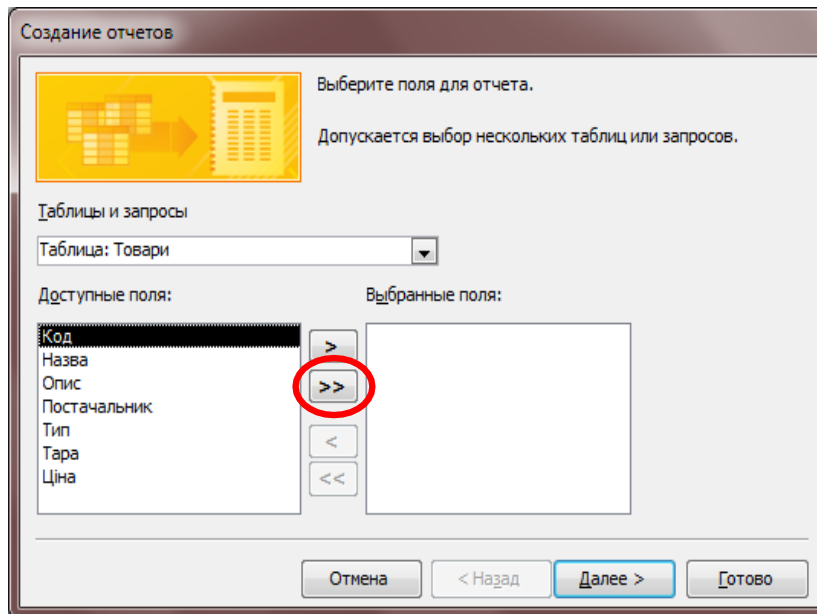 Создание отчетов
Выберите поля для отчета.
Допускается выбор нескольких таблиц или запросов.
Таблицы и запросы
Таблица: Товари
Доступные поля:
Выбранные поля:
Код
Назва
Опис
Постачальник
Тип
Тара
Ціна
>
>>
<
<<
Отмена
< Назад
Далее >
Готово